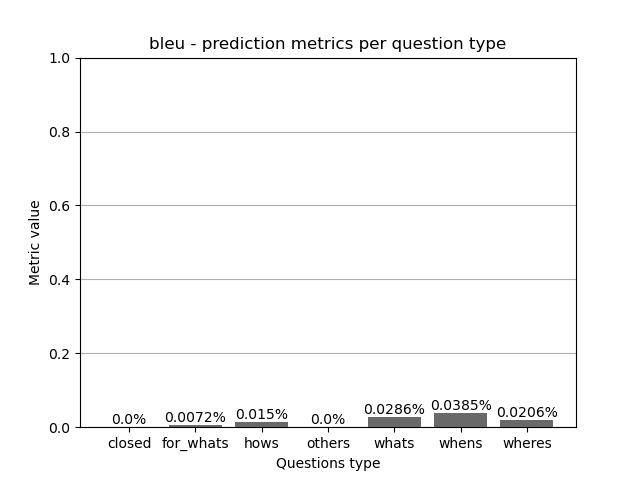 bleu - prediction metrics per question type
1.0
0.8
0.6
0.4
0.2
0.0
Metric value
0.0%
0.0072%
0.015%
0.0%
0.0286%
0.0385%
0.0206%
closed
for_whats
hows
others
whats
whens
wheres
Questions type